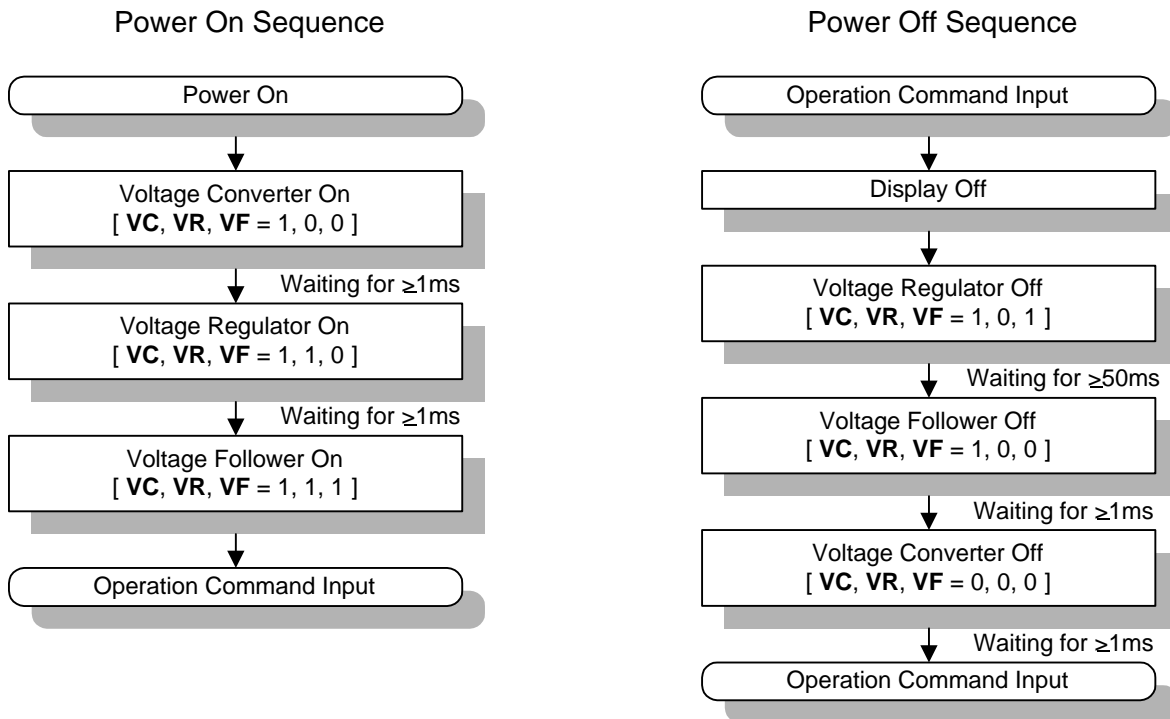 Power On Sequence
Power On
Voltage Converter On
[ VC, VR, VF = 1, 0, 0 ]
Waiting for ≥1ms
Voltage Regulator On
[ VC, VR, VF = 1, 1, 0 ]
Waiting for ≥1ms
Voltage Follower On
[ VC, VR, VF = 1, 1, 1 ]
Operation Command Input
Power Off Sequence
Operation Command Input
Display Off
Voltage Regulator Off
[ VC, VR, VF = 1, 0, 1 ]
Waiting for ≥50ms
Voltage Follower Off
[ VC, VR, VF = 1, 0, 0 ]
Waiting for ≥1ms
Voltage Converter Off
[ VC, VR, VF = 0, 0, 0 ]
Waiting for ≥1ms
Operation Command Input